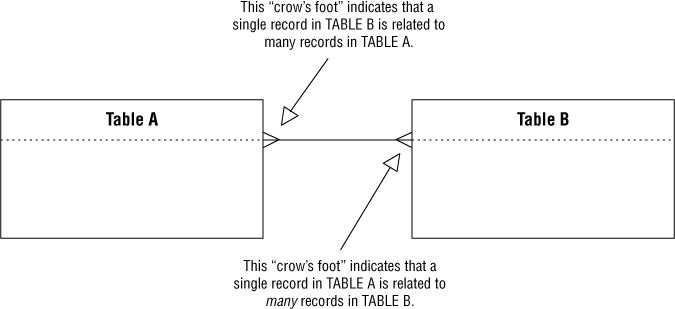 This “crow’s foot” indicates that a
single record in TABLE B is related to
many records in TABLE A.
Table A
Table B
This “crow’s foot” indicates that a
single record in TABLE A is related to
many records in TABLE B.